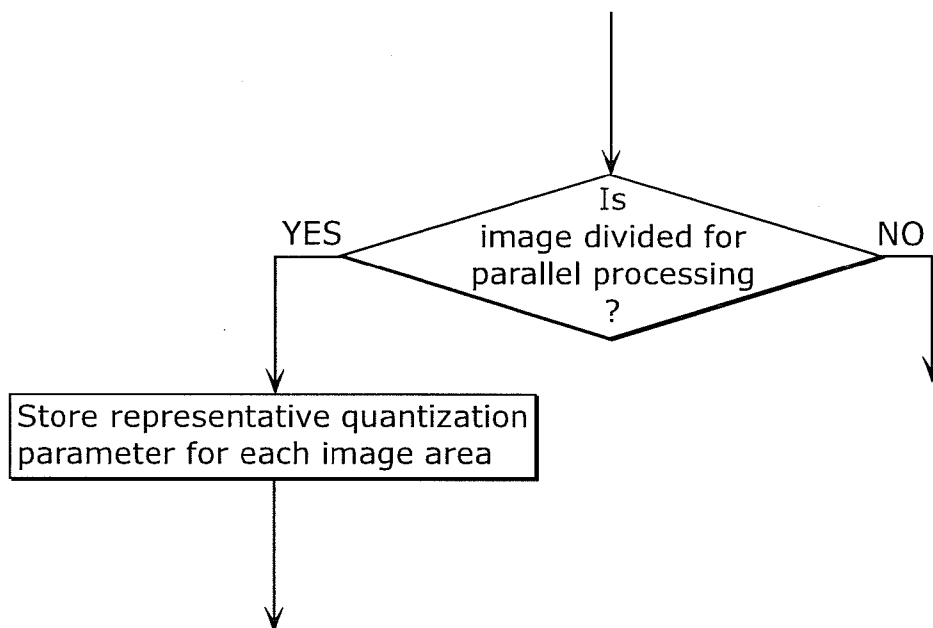 Is
image divided for
parallel processing
?
YES
NO
Store representative quantization
parameter for each image area